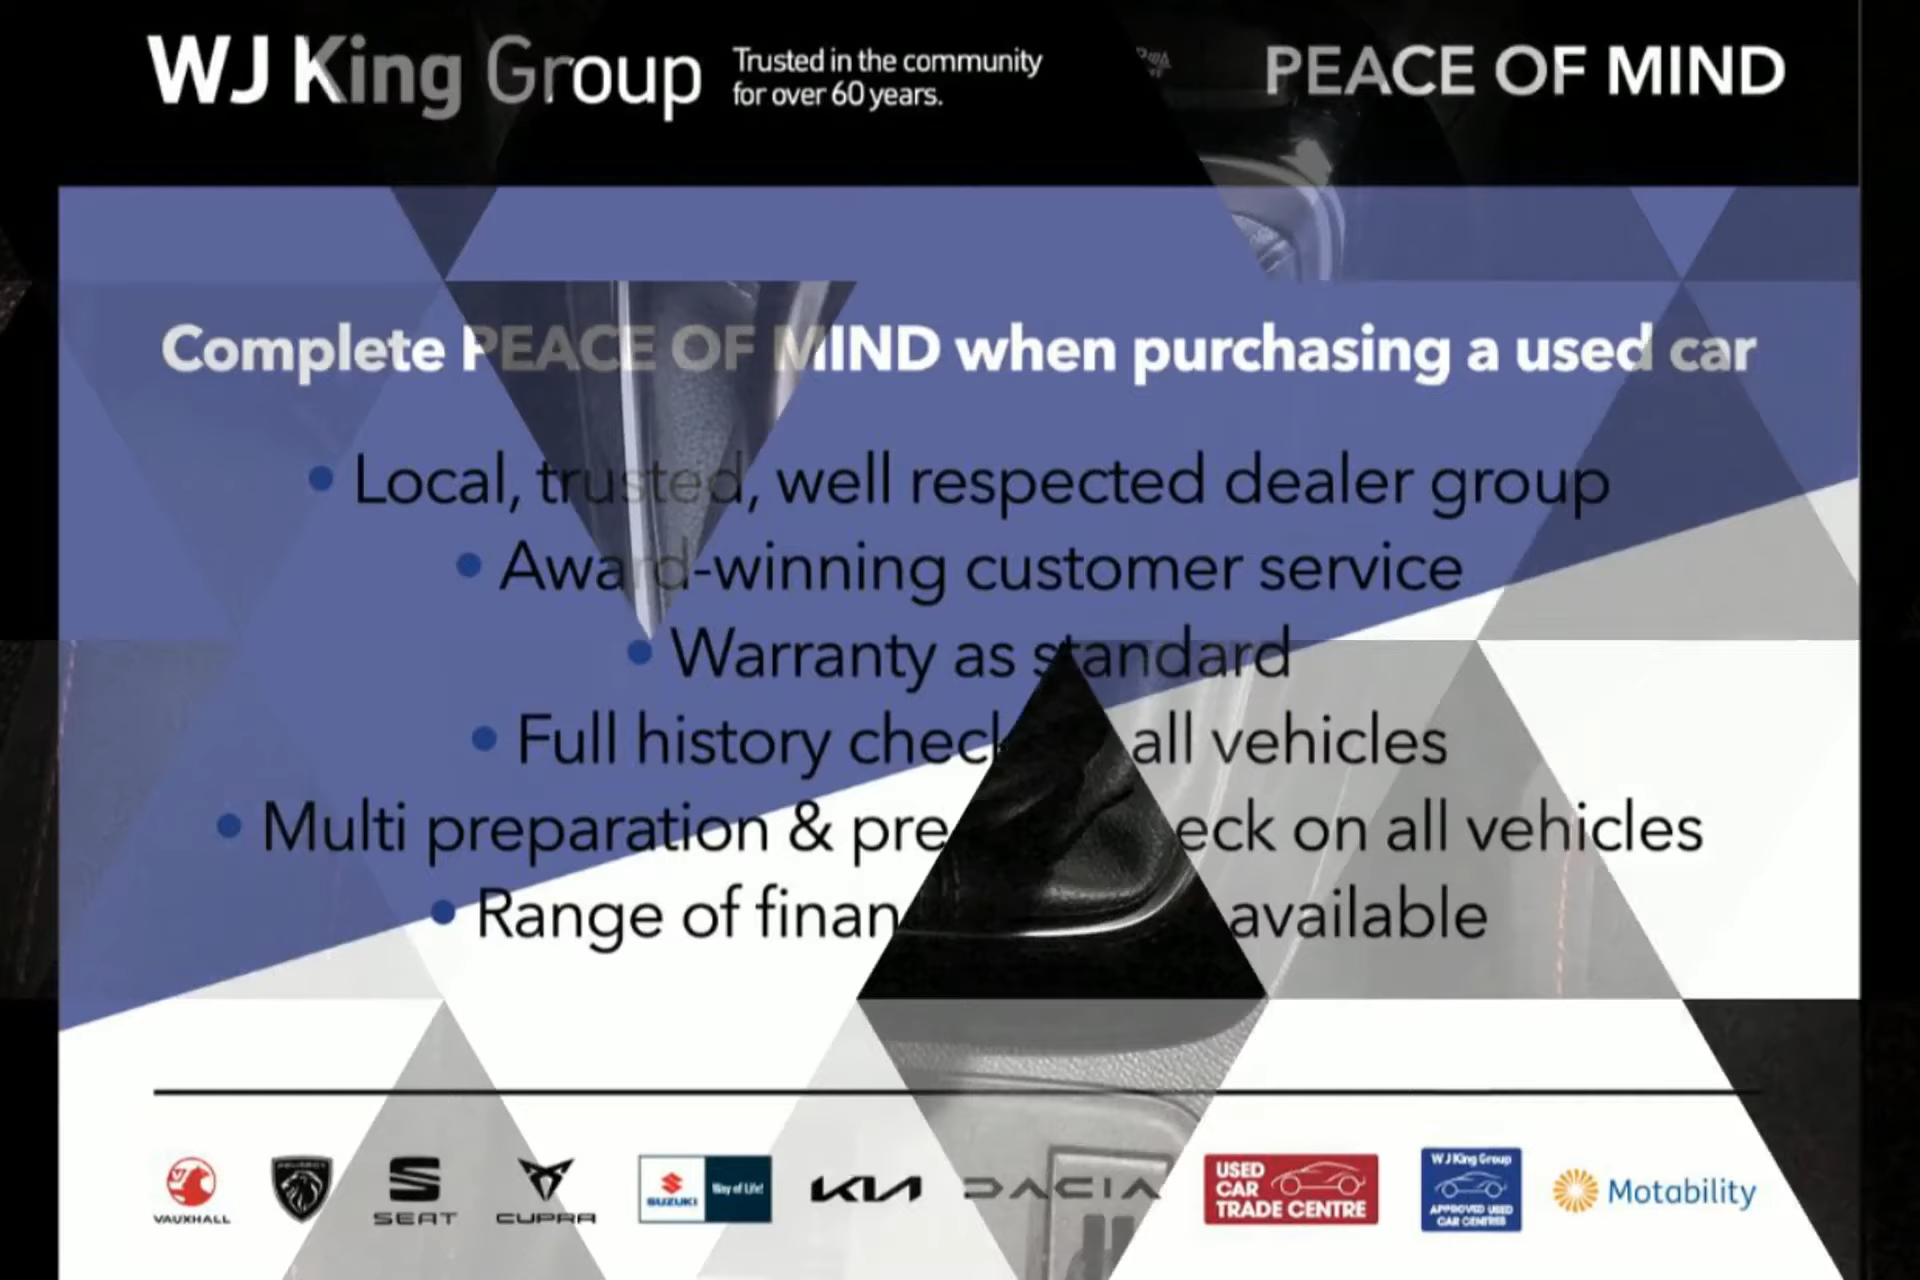 WJ King Group
Trusted in the community
for over 60 years.
PEACE OF MIND
Complete PEACE OF MIND when purchasing a used car
• Local, trusted, well respected dealer group
• Award-winning customer service
• Warranty as standard
• Full history check all vehicles
• Multi preparation & pre eck on all vehicles
• Range of finan available
VAUXHALL
PEUGEOT
SEAT
CUPRA
SUZUKI
Way of Life!
KIA
DACIA
USED
CAR
TRADE CENTRE
WJ King Group
APPROVED USED
CAR CENTRES
Motability